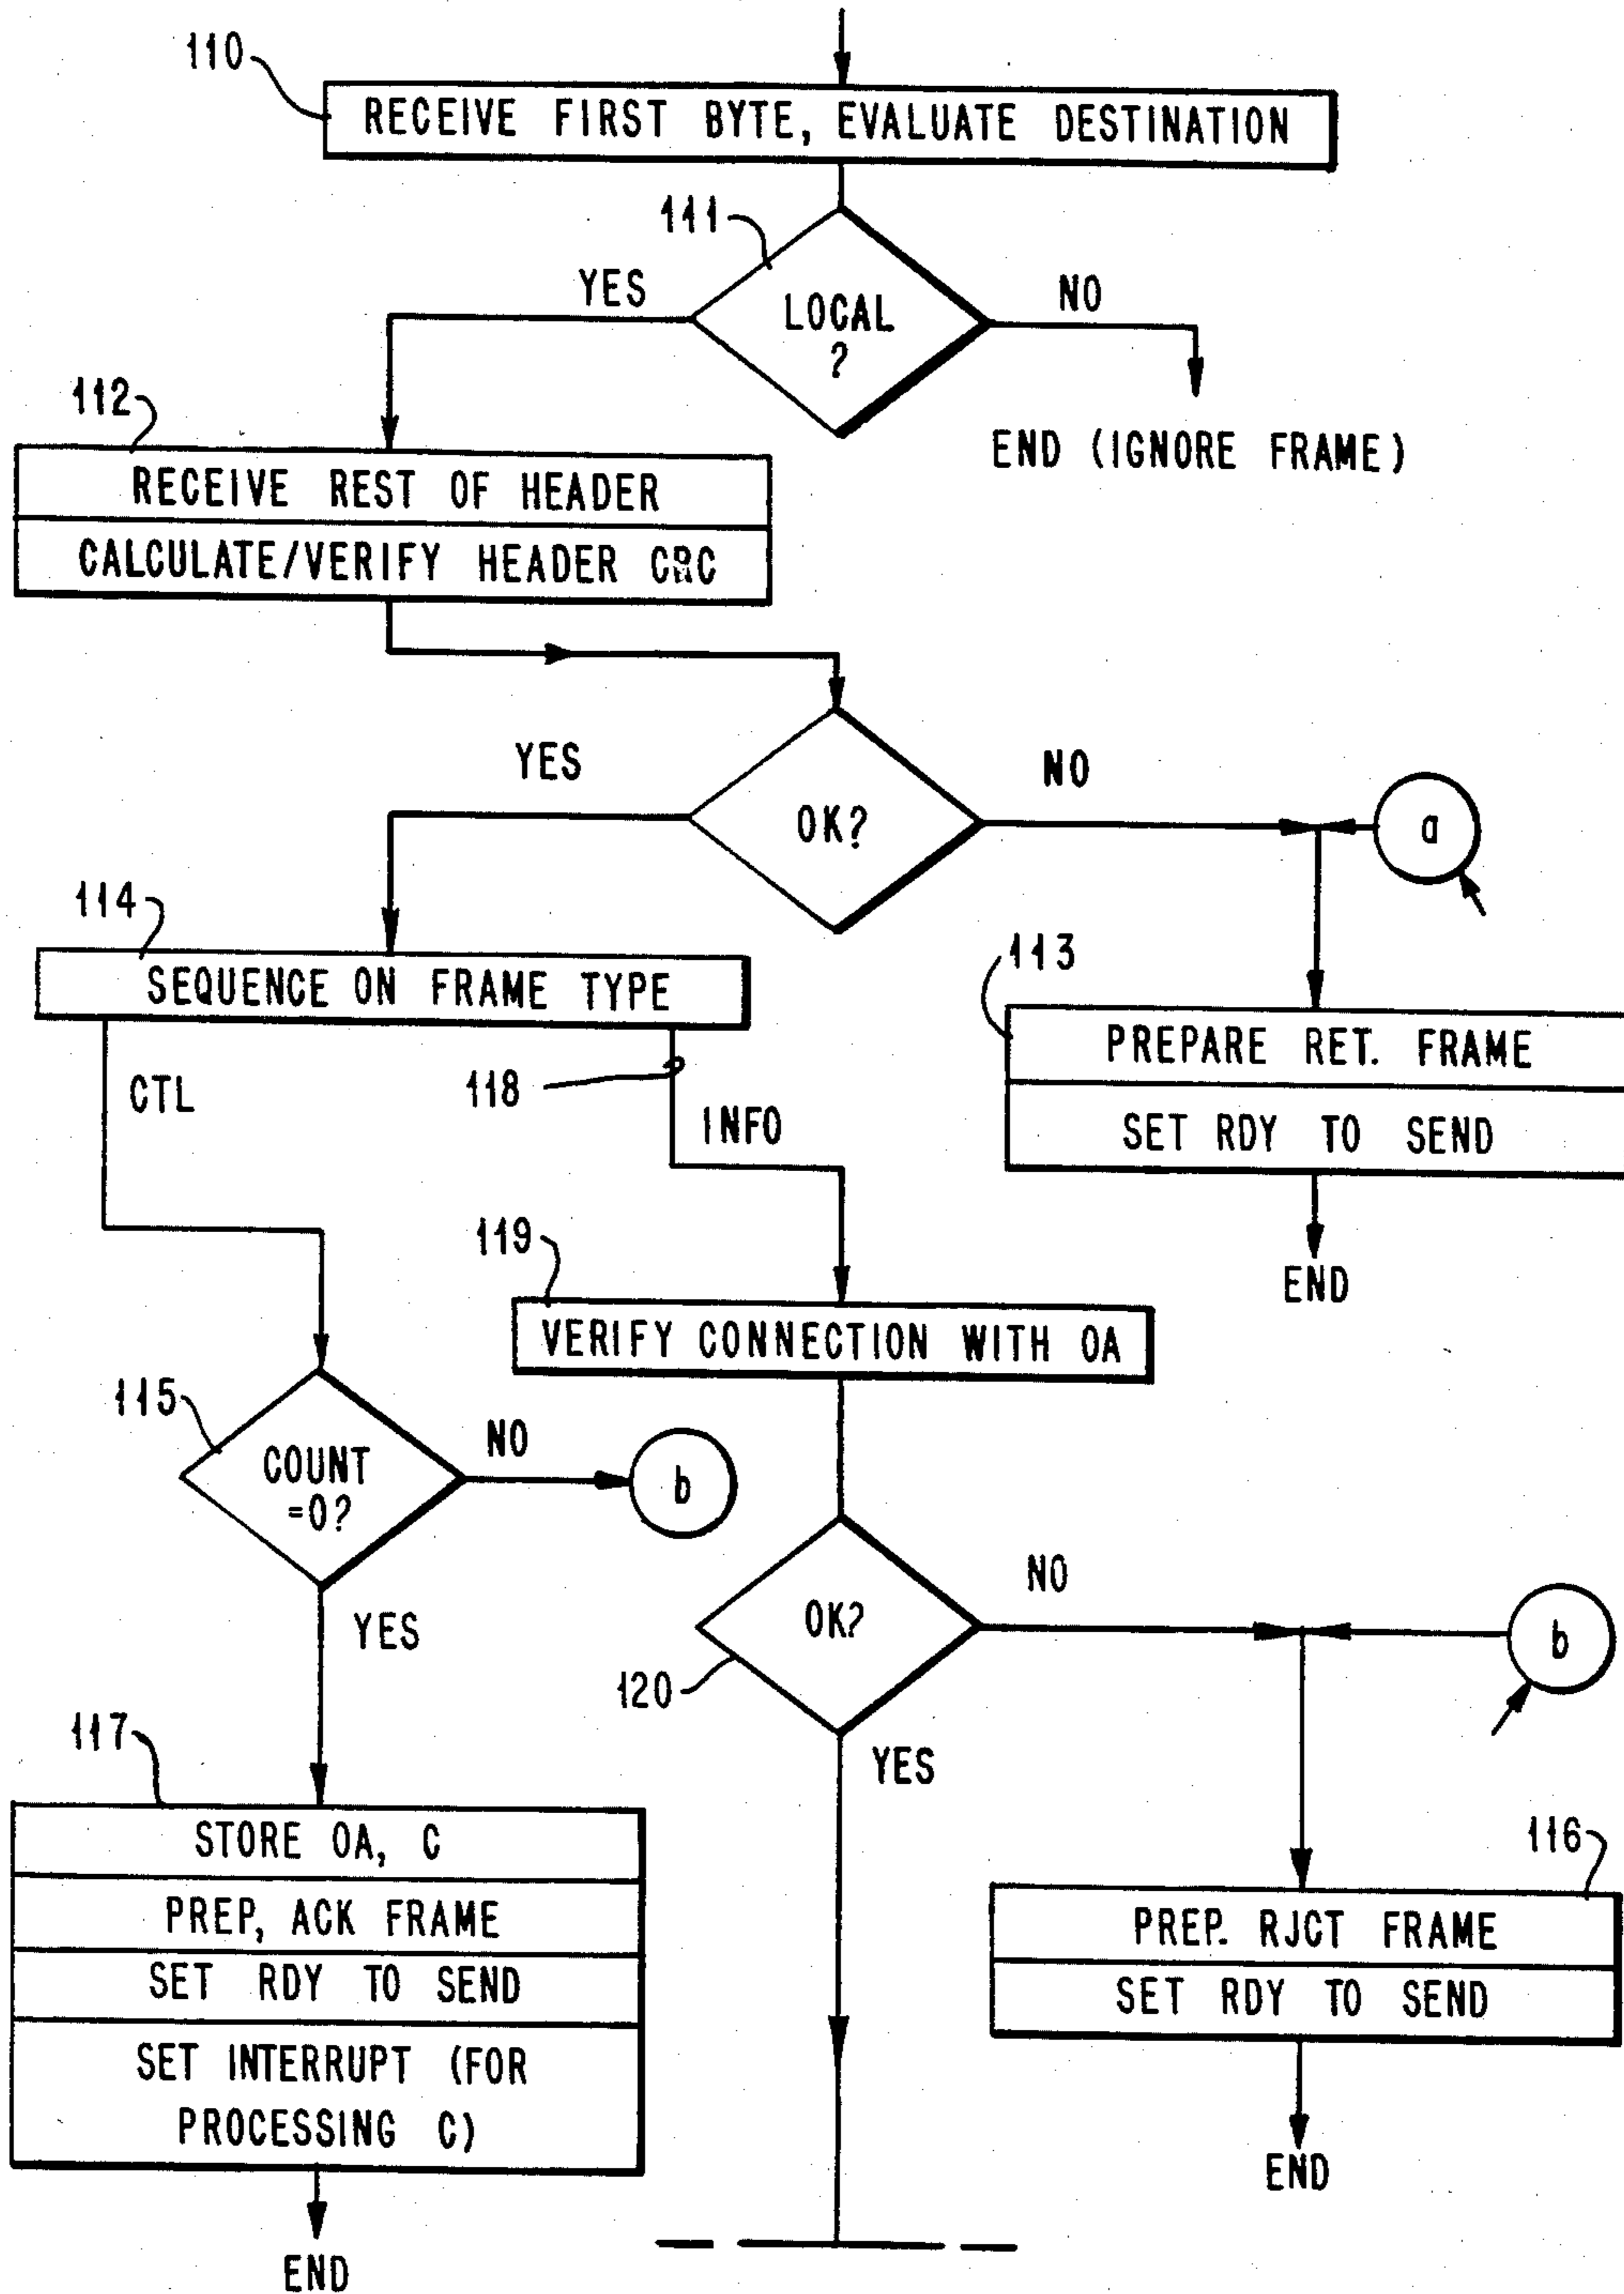 110
RECEIVE FIRST BYTE, EVALUATE DESTINATION
111
YES
LOCAL
?
NO
END (IGNORE FRAME)
112
RECEIVE REST OF HEADER
CALCULATE/VERIFY HEADER CRC
YES
OK?
NO
a
114
SEQUENCE ON FRAME TYPE
113
PREPARE RET. FRAME
SET RDY TO SEND
END
CTL
118
INFO
119
VERIFY CONNECTION WITH OA
115
COUNT
=0?
NO
b
YES
OK?
NO
b
120
YES
117
STORE OA, C
PREP, ACK FRAME
SET RDY TO SEND
SET INTERRUPT (FOR
PROCESSING C)
END
116
PREP. RJCT FRAME
SET RDY TO SEND
END